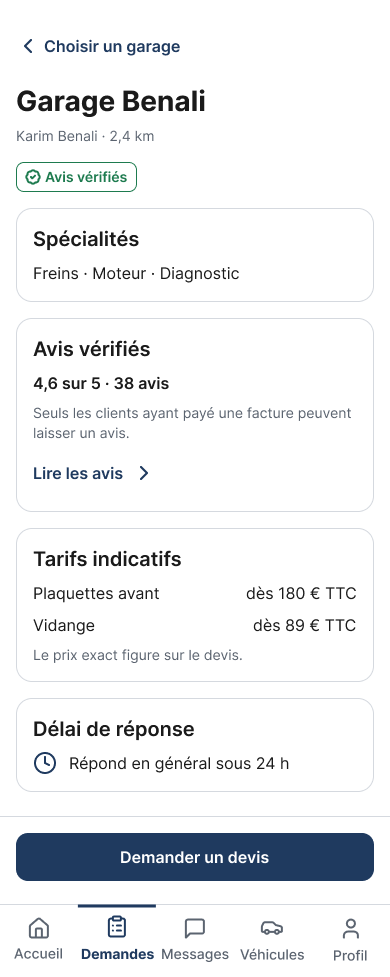 Choisir un garage
Garage Benali
Karim Benali · 2,4 km
Avis vérifiés
Spécialités
Freins · Moteur · Diagnostic
Avis vérifiés
4,6 sur 5 · 38 avis
Seuls les clients ayant payé une facture peuvent
laisser un avis.
Lire les avis
Tarifs indicatifs
Plaquettes avant dès 180 € TTC
Vidange dès 89 € TTC
Le prix exact figure sur le devis.
Délai de réponse
Répond en général sous 24 h
Demander un devis
Accueil Demandes Messages Véhicules Profil